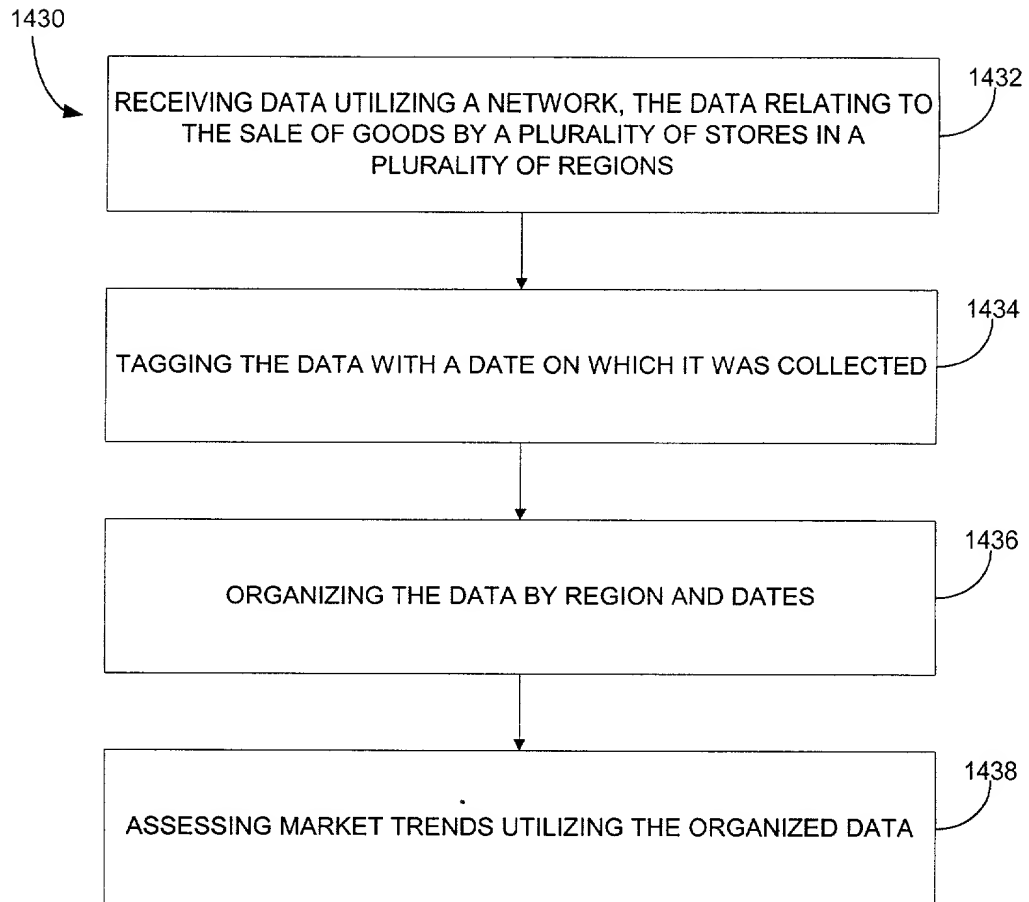 1430
1432
RECEIVING DATA UTILIZING A NETWORK, THE DATA RELATING TO
THE SALE OF GOODS BY A PLURALITY OF STORES IN A
PLURALITY OF REGIONS
1434
TAGGING THE DATA WITH A DATE ON WHICH IT WAS COLLECTED
1436
ORGANIZING THE DATA BY REGION AND DATES
1438
ASSESSING MARKET TRENDS UTILIZING THE ORGANIZED DATA